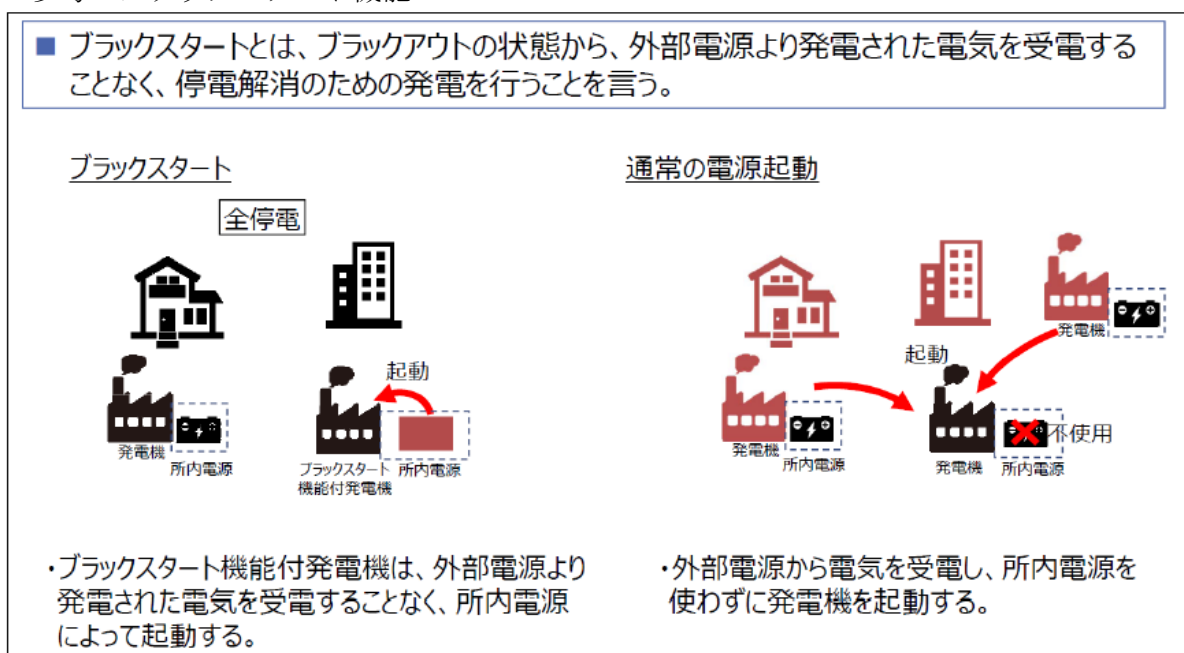 ■ ブラックスタートとは、ブラックアウトの状態から、外部電源より発電された電気を受電する
ことなく、停電解消のための発電を行うことを言う。
ブラックスタート
全停電
起動
発電機
所内電源
ブラックスタート
機能付発電機
所内電源
・ブラックスタート機能付発電機は、外部電源より
発電された電気を受電することなく、所内電源
によって起動する。
通常の電源起動
発電機
起動
発電機
所内電源
発電機
所内電源
不使用
・外部電源から電気を受電し、所内電源を
使わずに発電機を起動する。